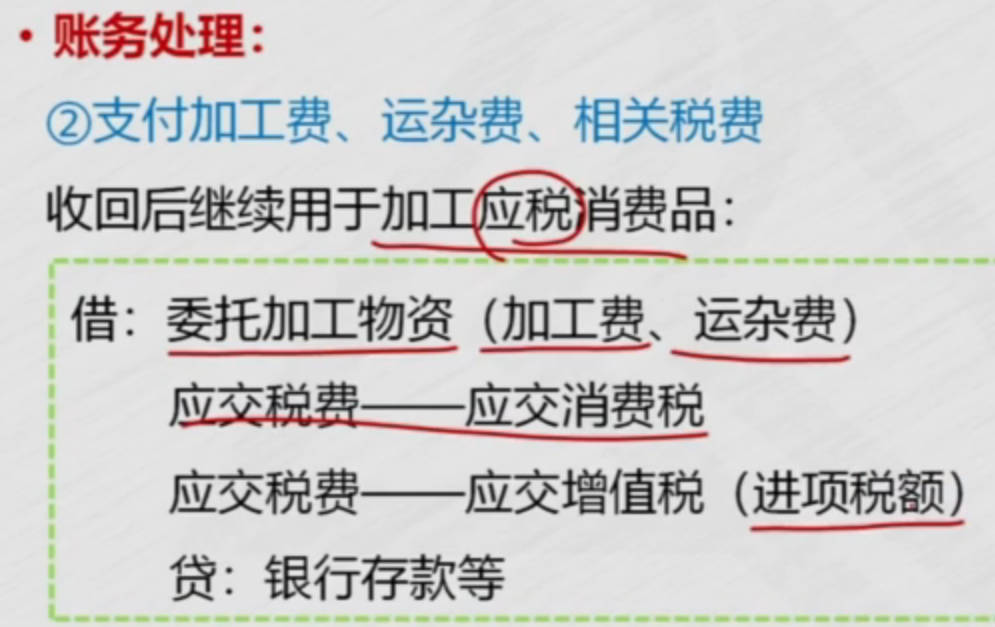 • 账务处理：
②支付加工费、运杂费、相关税费
收回后继续用于加工应税消费品：
借：委托加工物资（加工费、运杂费）
应交税费——应交消费税
应交税费——应交增值税（进项税额）
贷：银行存款等